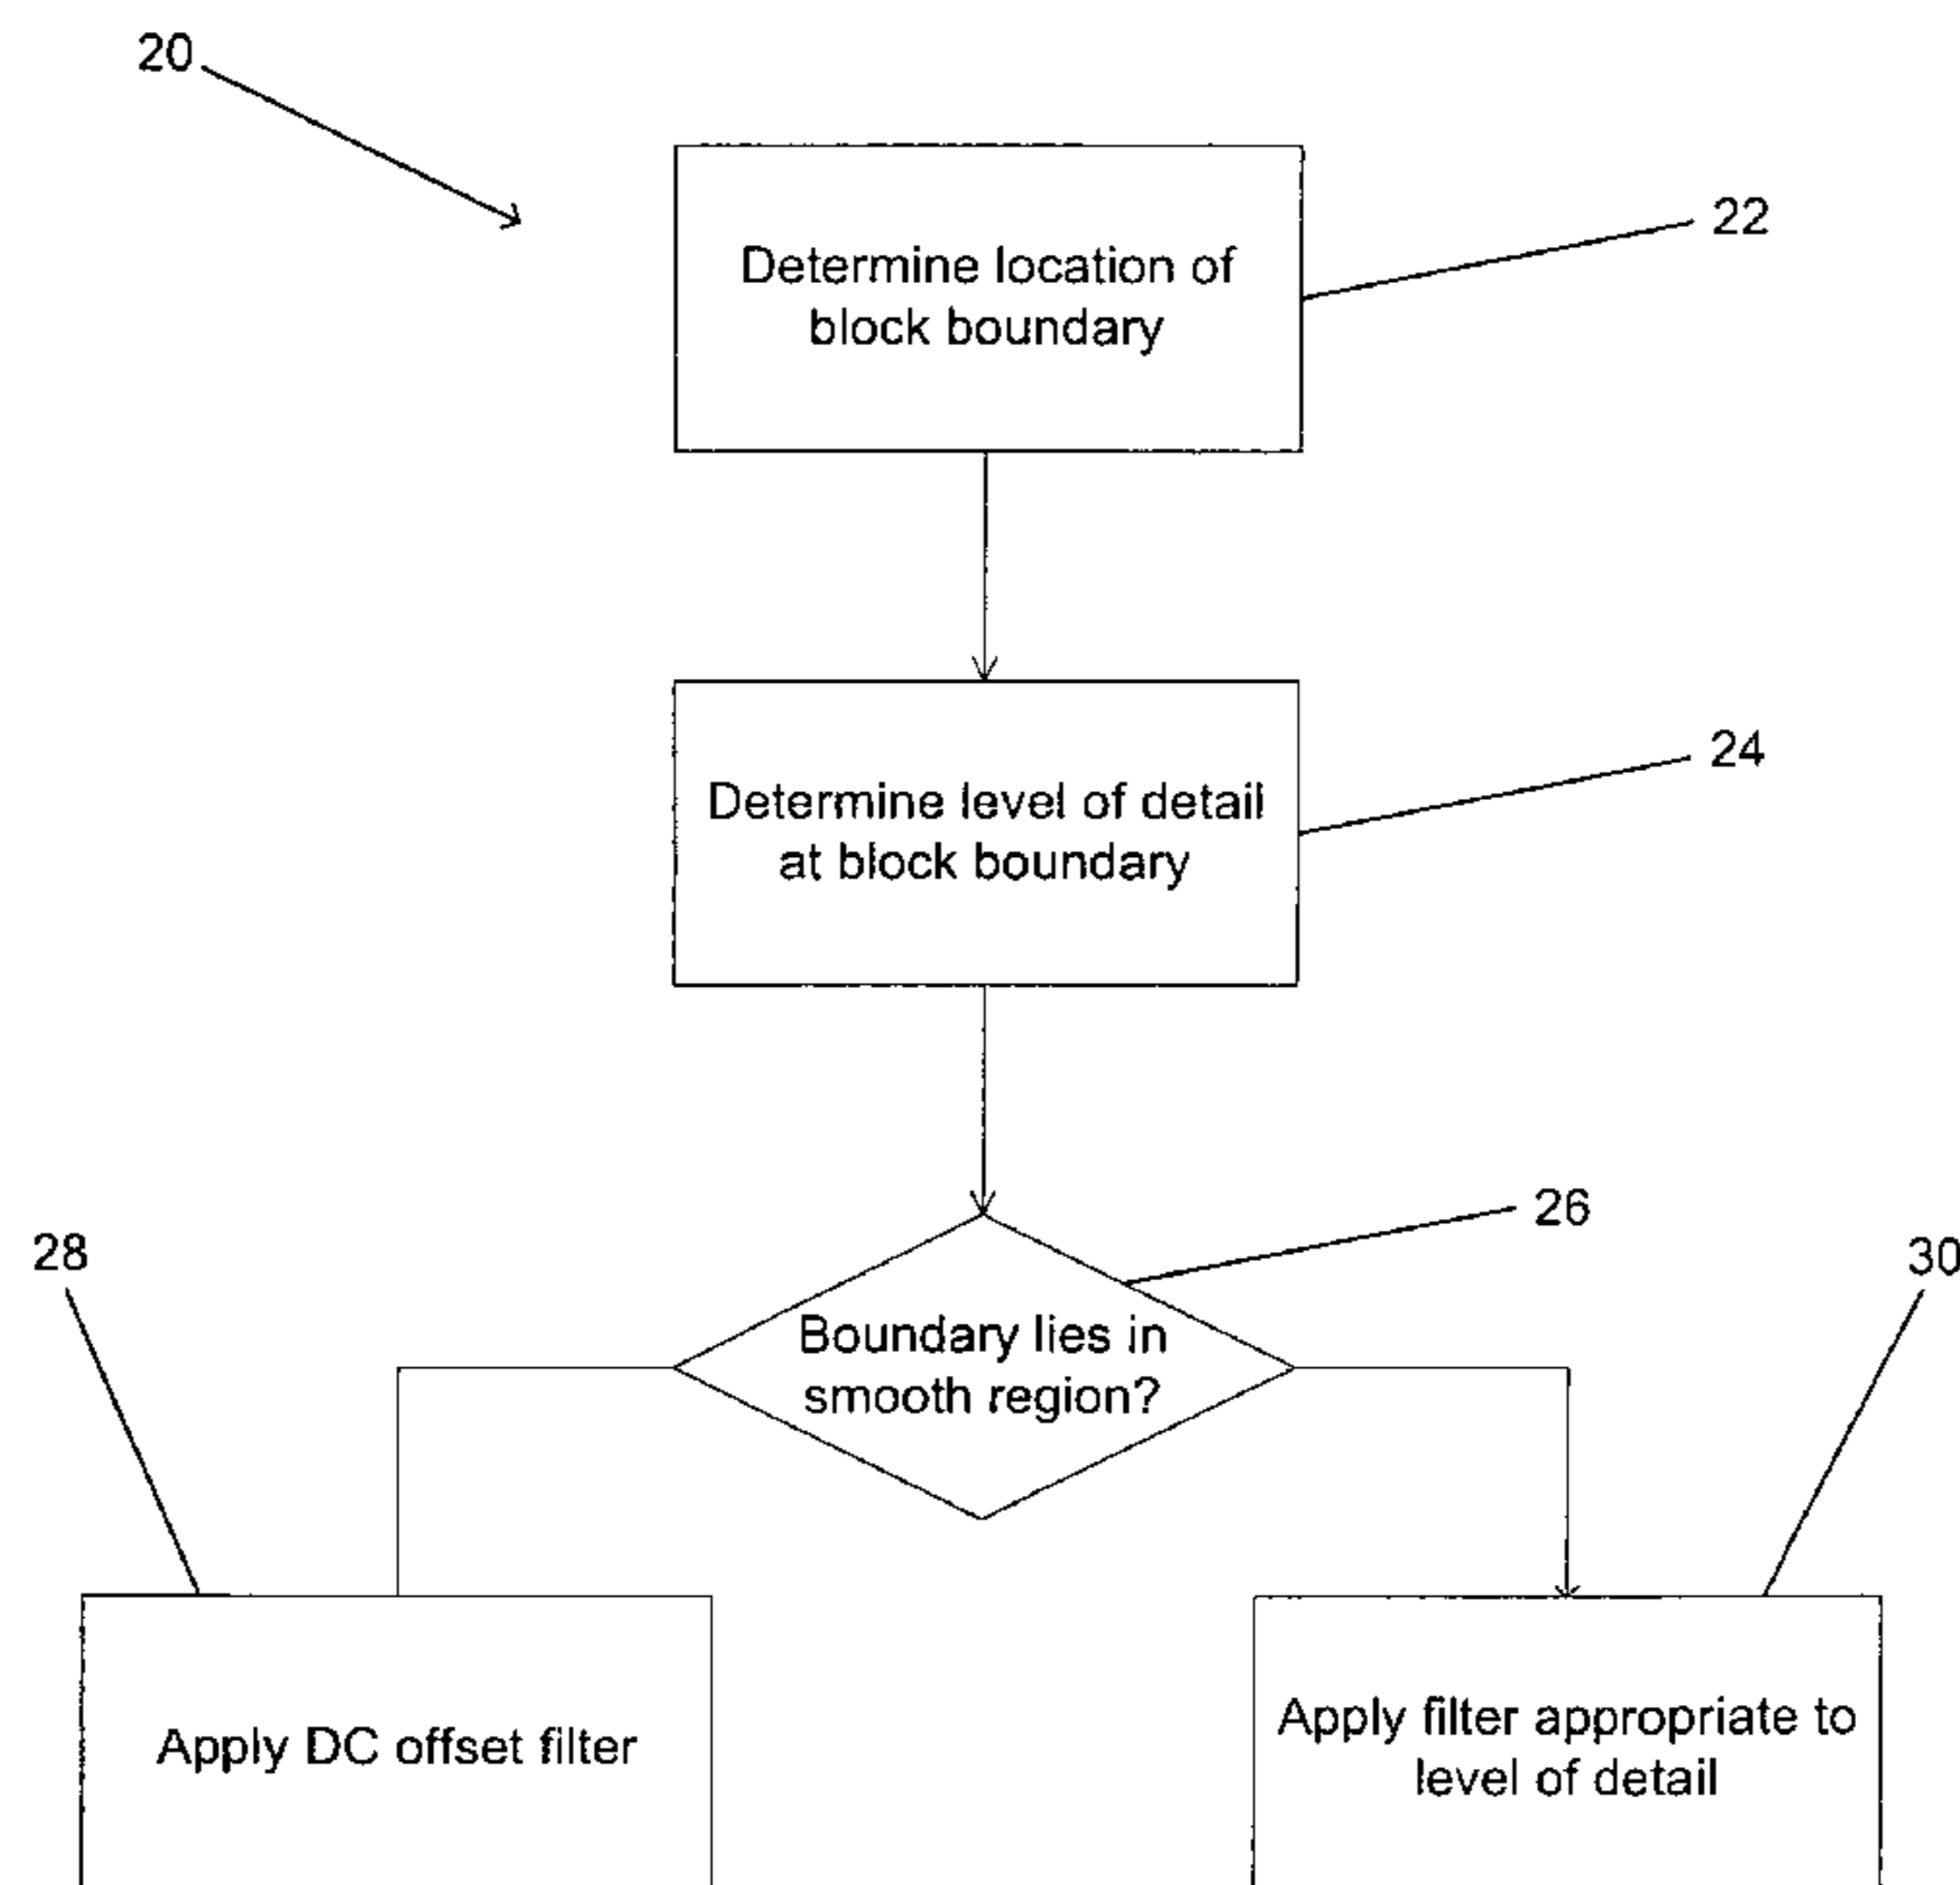 20
22
Determine location of
block boundary
24
Determine level of detail
at block boundary
26
28
30
Boundary lies in
smooth region?
Apply DC offset filter
Apply filter appropriate to
level of detail